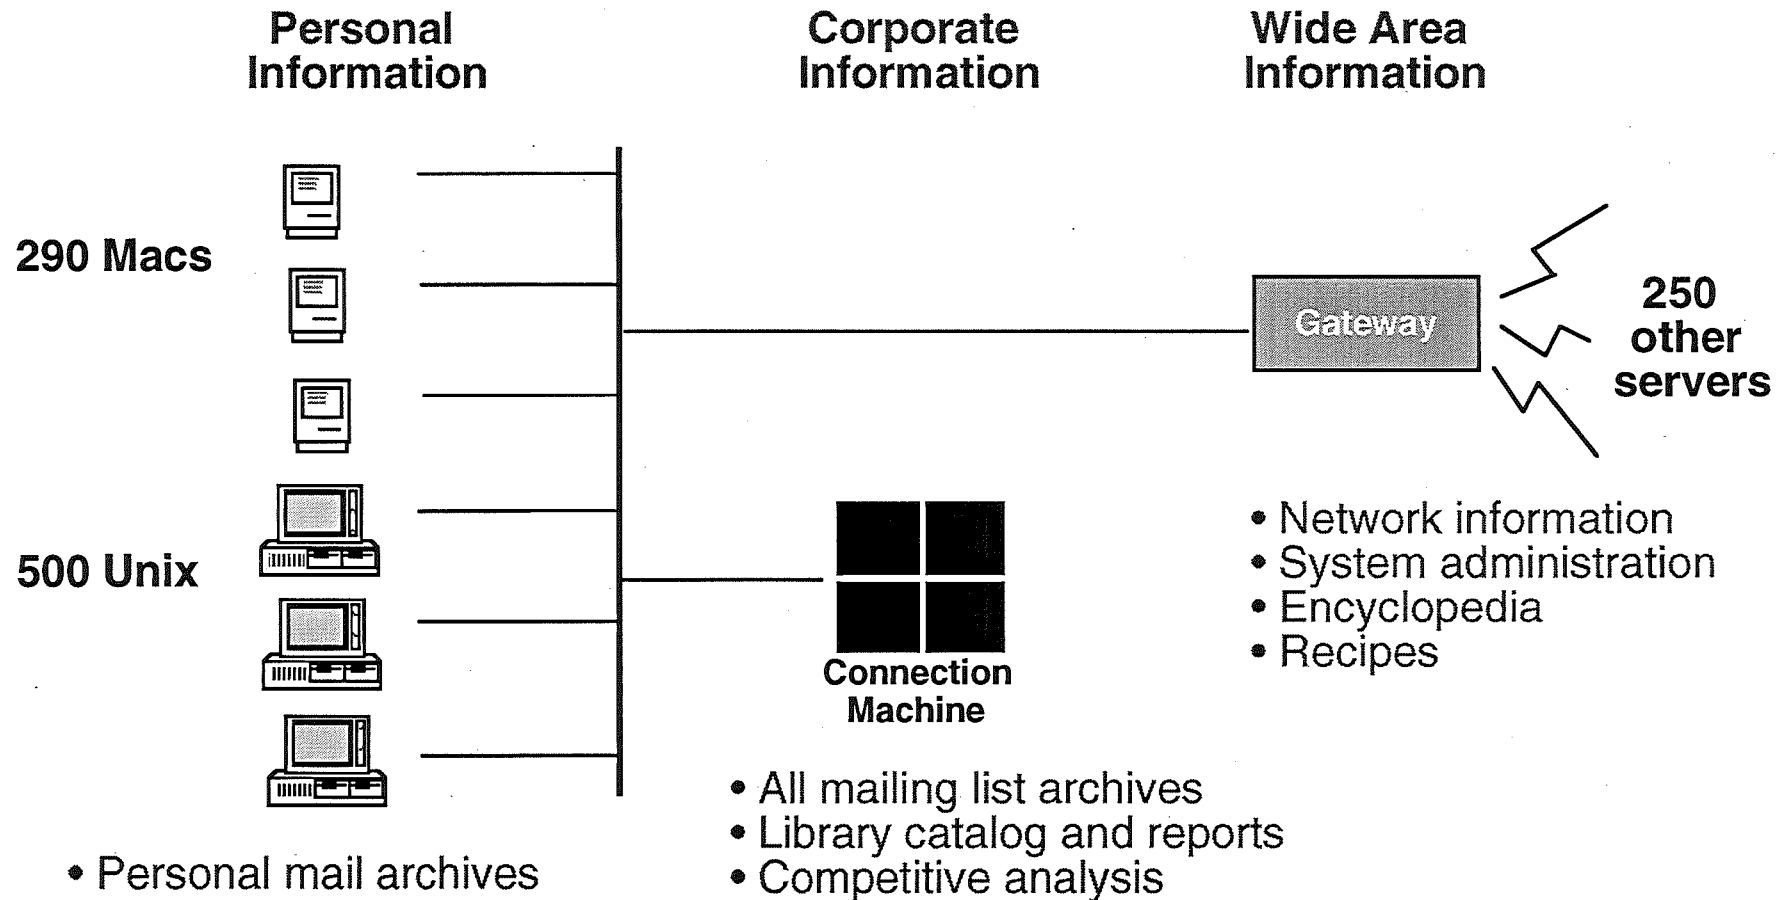 Personal
Information
Corporate
Information
Wide Area
Information
290 Macs
500 Unix
• Personal mail archives
Connection
Machine
• All mailing list archives
• Library catalog and reports
• Competitive analysis
Gateway
250
other
servers
• Network information
• System administration
• Encyclopedia
• Recipes